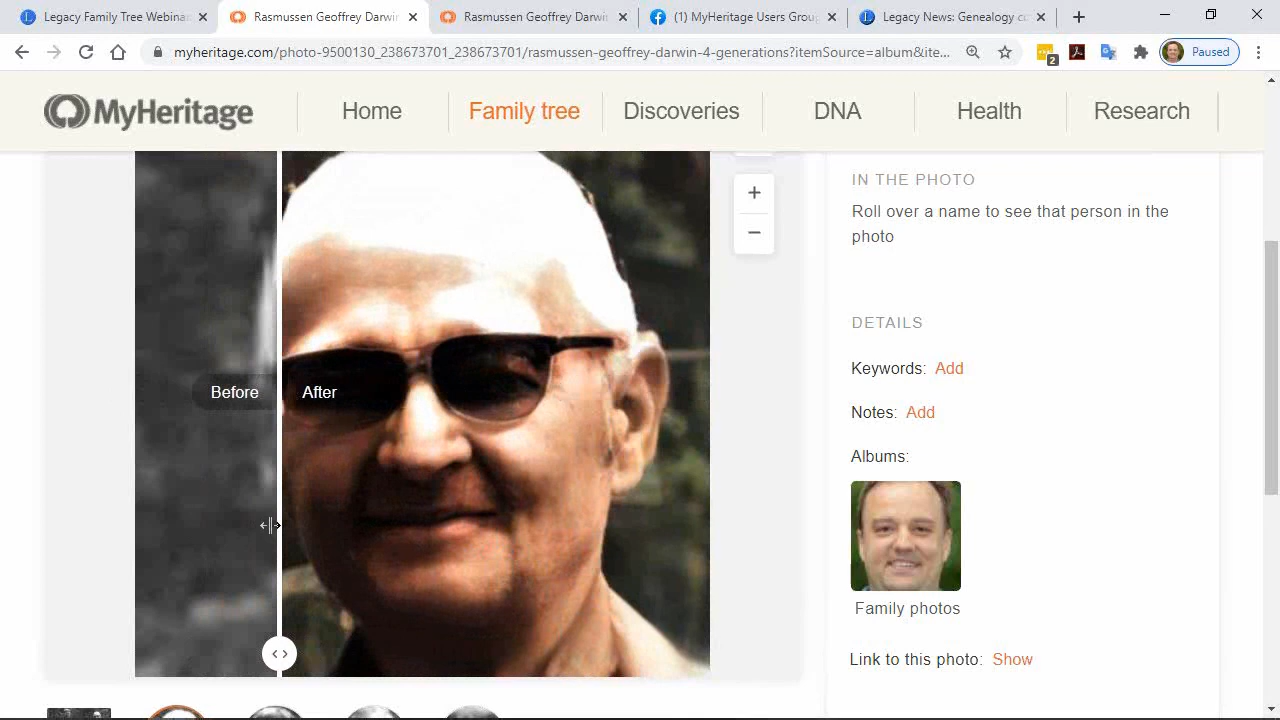 Legacy Family Tree Webina
Rasmussen Geoffrey Darwi
Rasmussen Geoffrey Darwi
(1) MyHeritage Users Grou
Legacy News: Genealogy c
myheritage.com/photo-9500130_238673701_238673701/rasmussen-geoffrey-darwin-4-generations?itemSource=album&ite...
2
Paused
MyHeritage
Home
Family tree
Discoveries
DNA
Health
Research
+
−
Before
After
IN THE PHOTO
Roll over a name to see that person in the
photo
DETAILS
Keywords: Add
Notes: Add
Albums:
Family photos
Link to this photo: Show